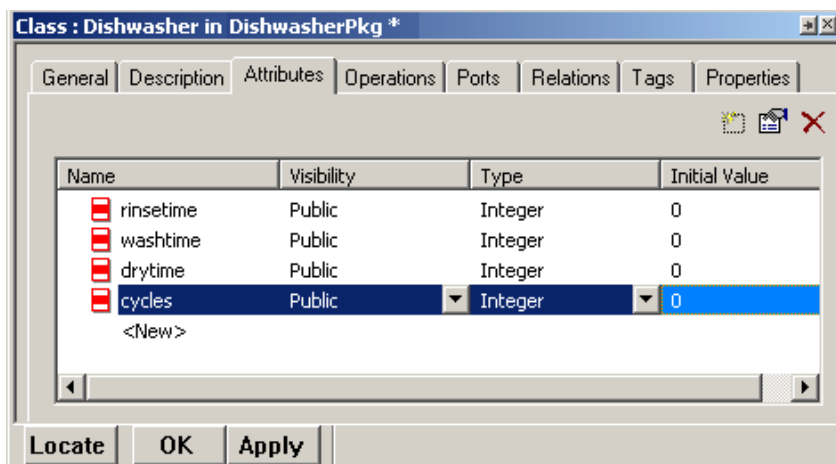 Class : Dishwasher in DishwasherPkg *
General Description Attributes Operations Ports Relations Tags Properties
Name Visibility Type Initial Value
rinsetime Public Integer 0
washtime Public Integer 0
drytime Public Integer 0
cycles Public Integer 0
<New>
Locate OK Apply